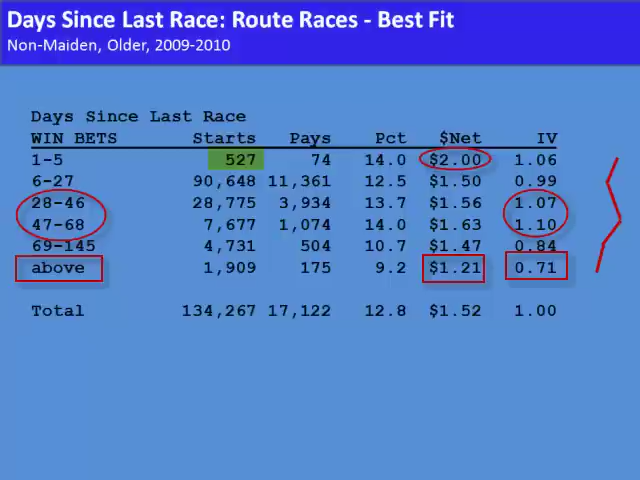 Days Since Last Race: Route Races - Best Fit
Non-Maiden, Older, 2009-2010
Days Since Last Race
WIN BETS Starts Pays Pct $Net IV
1-5 527 74 14.0 $2.00 1.06
6-27 90,648 11,361 12.5 $1.50 0.99
28-46 28,775 3,934 13.7 $1.56 1.07
47-68 7,677 1,074 14.0 $1.63 1.10
69-145 4,731 504 10.7 $1.47 0.84
above 1,909 175 9.2 $1.21 0.71
Total 134,267 17,122 12.8 $1.52 1.00